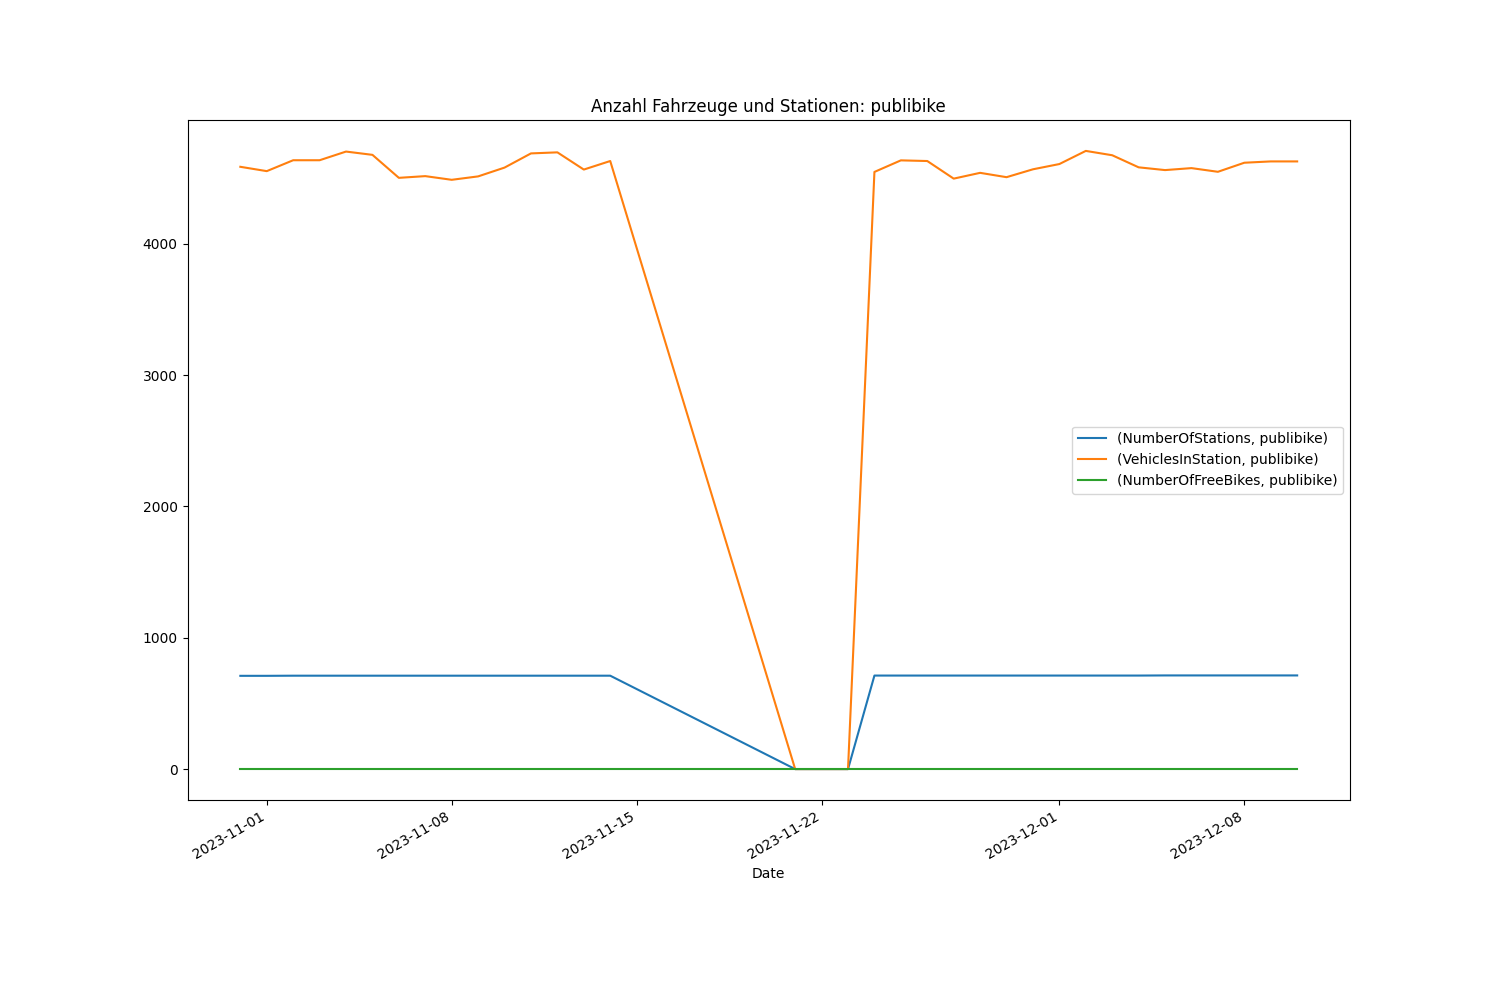 Anzahl Fahrzeuge und Stationen: publibike
4000
3000
2000
1000
0
(NumberOfStations, publibike)
(VehiclesInStation, publibike)
(NumberOfFreeBikes, publibike)
2023-11-01
2023-11-08
2023-11-15
2023-11-22
2023-12-01
2023-12-08
Date